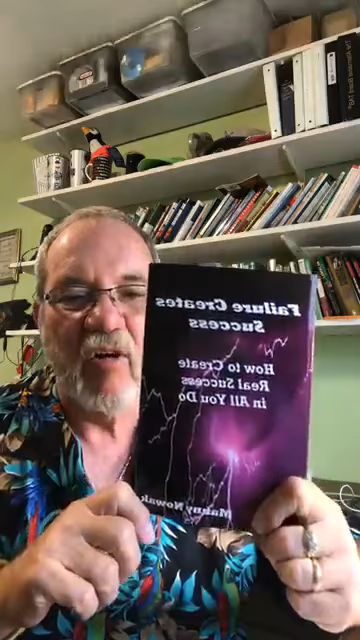 Failure Creates
Success
How to Create
Real Success
in All You Do
Manny Nowak